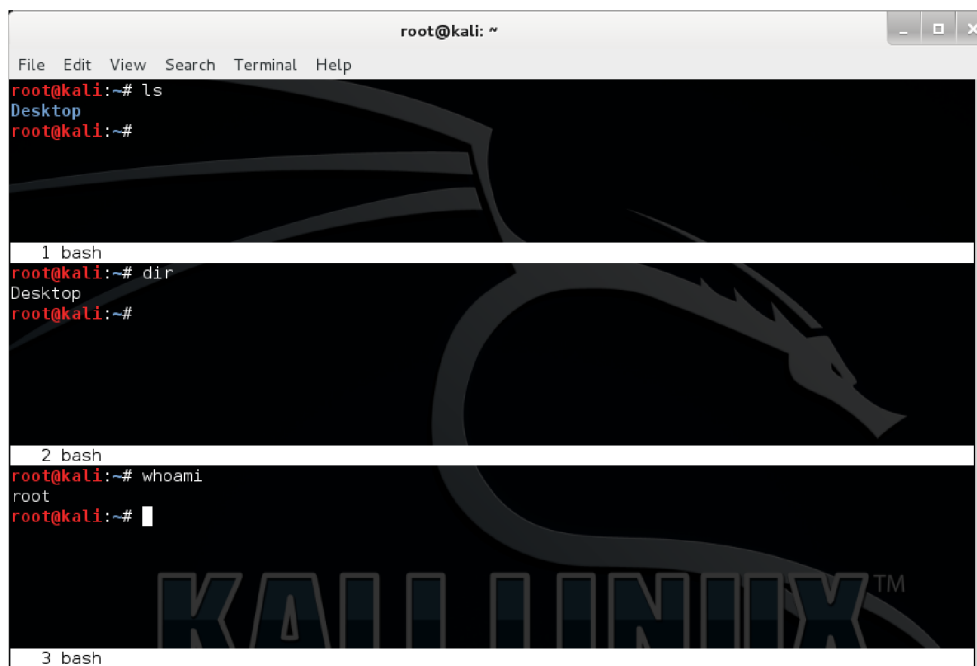 root@kali: ~
File Edit View Search Terminal Help
root@kali:~# ls
Desktop
root@kali:~#
1 bash
root@kali:~# dir
Desktop
root@kali:~#
2 bash
root@kali:~# whoami
root
root@kali:~#
KALI LINUX™
3 bash